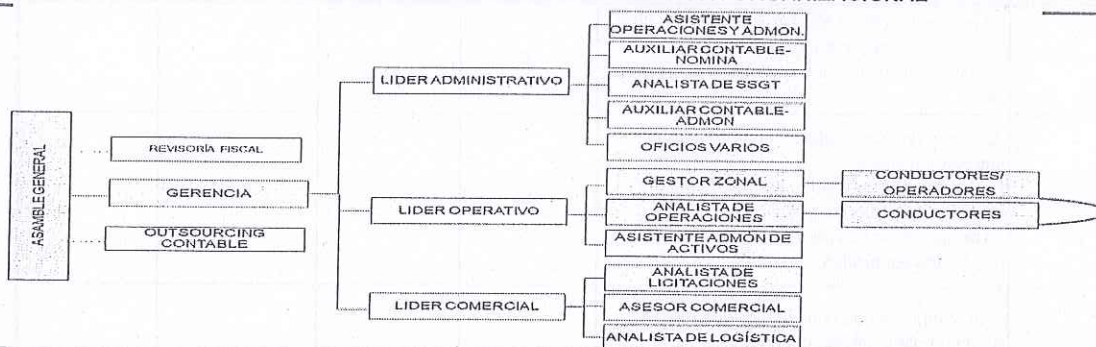 ASISTENTE
OPERACIONES Y ADMON.
AUXILIAR CONTABLE-
NOMINA
LIDER ADMINISTRATIVO
ANALISTA DE SSGT
AUXILIAR CONTABLE-
ADMON
OFICIOS VARIOS
ASAMBLE GENERAL
REVISORÍA FISCAL
GERENCIA
OUTSOURCING
CONTABLE
GESTOR ZONAL
CONDUCTORES/
OPERADORES
LIDER OPERATIVO
ANALISTA DE
OPERACIONES
CONDUCTORES
ASISTENTE ADMÓN DE
ACTIVOS
ANALISTA DE
LICITACIONES
LIDER COMERCIAL
ASESOR COMERCIAL
ANALISTA DE LOGÍSTICA